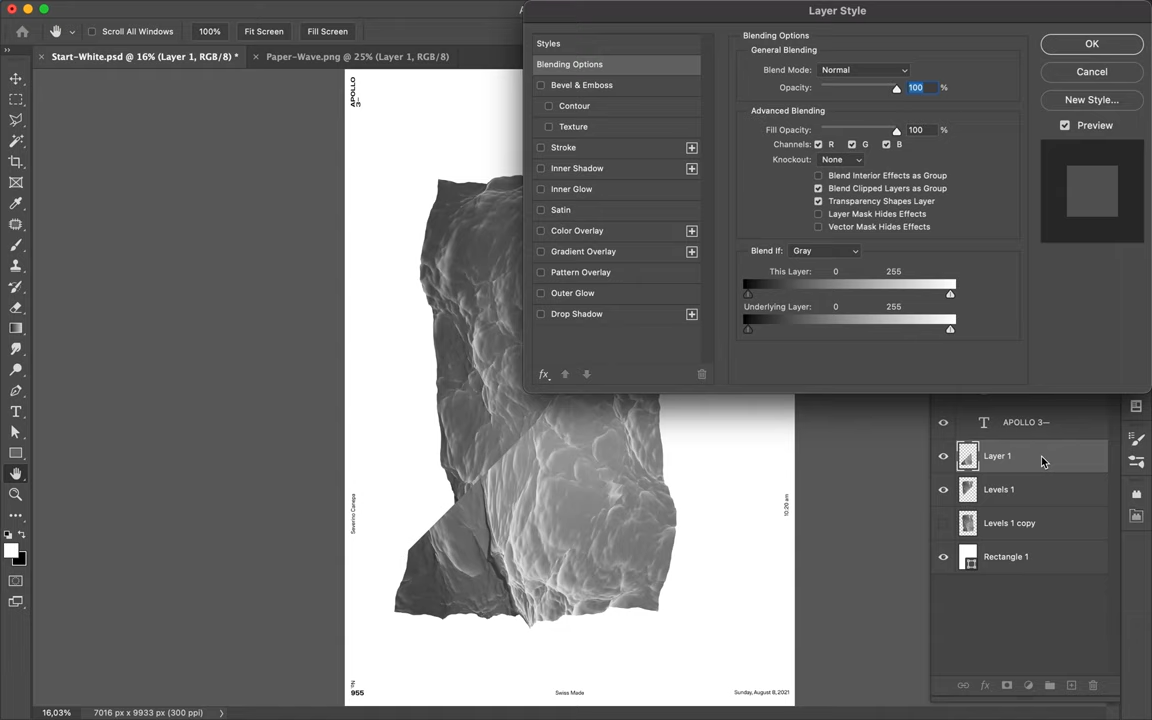 Layer Style
Scroll All Windows
100%
Fit Screen
Fill Screen
Start-White.psd @ 16% (Layer 1, RGB/8) *
Paper-Wave.png @ 25% (Layer 1, RGB/8)
Styles
Blending Options
Bevel & Emboss
Contour
Texture
Stroke
Inner Shadow
Inner Glow
Satin
Color Overlay
Gradient Overlay
Pattern Overlay
Outer Glow
Drop Shadow
fx
Blending Options
General Blending
Blend Mode: Normal
Opacity: 100 %
Advanced Blending
Fill Opacity: 100 %
Channels: R G B
Knockout: None
Blend Interior Effects as Group
Blend Clipped Layers as Group
Transparency Shapes Layer
Layer Mask Hides Effects
Vector Mask Hides Effects
Blend If: Gray
This Layer: 0 255
Underlying Layer: 0 255
OK
Cancel
New Style...
Preview
APOLLO
3—
Severino Canepa
10:20 am
N°
955
Swiss Made
Sunday, August 8, 2021
T APOLLO 3—
Layer 1
Levels 1
Levels 1 copy
Rectangle 1
fx
16,03%
7016 px x 9933 px (300 ppi)